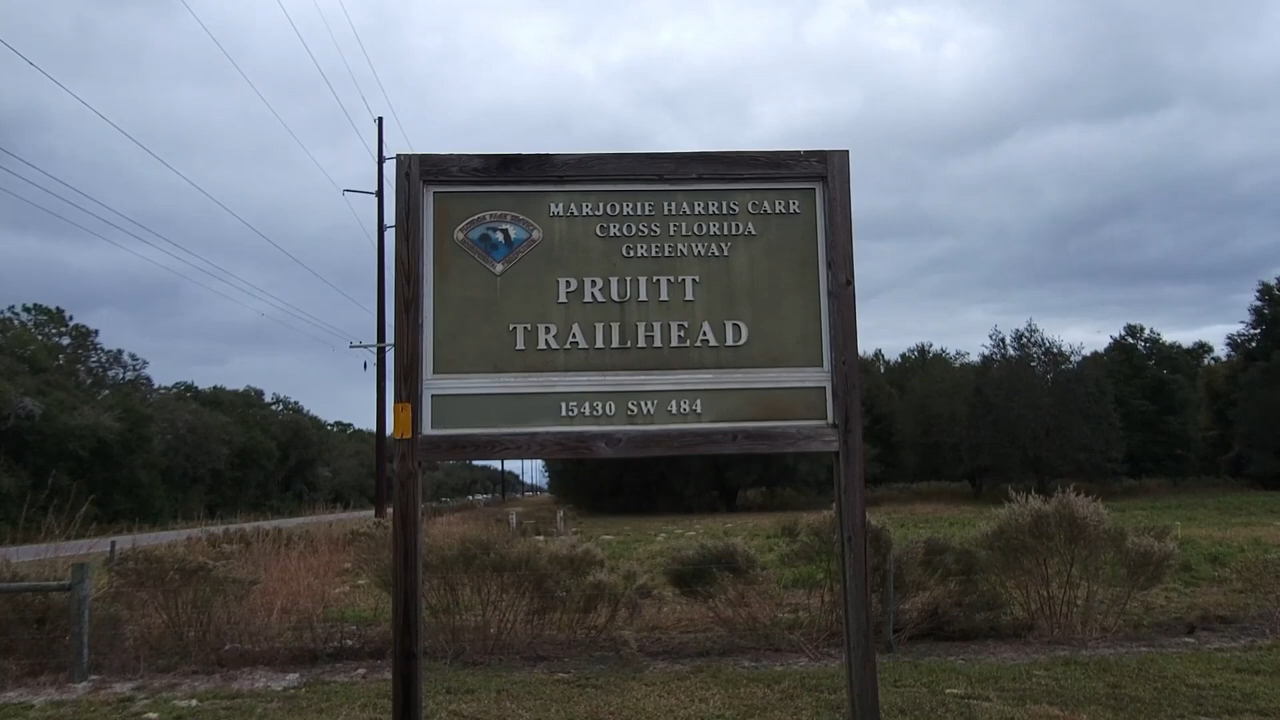 MARJORIE HARRIS CARR
CROSS FLORIDA
GREENWAY
PRUITT
TRAILHEAD
15430 SW 484